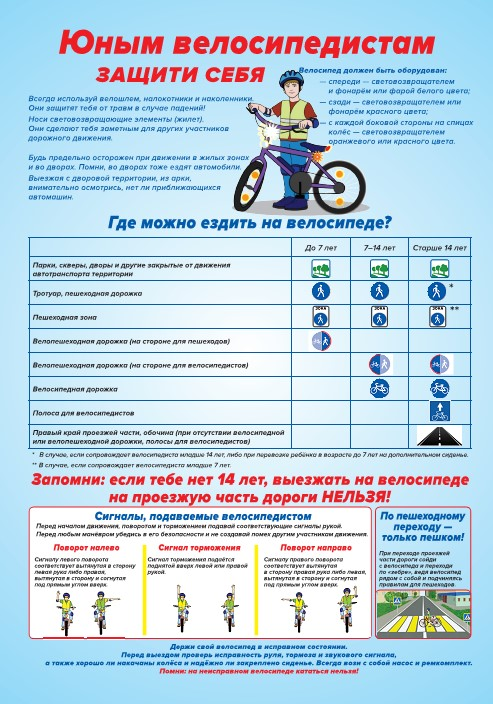 Юным велосипедистам
ЗАЩИТИ СЕБЯ
Всегда используй велошлем, налокотники и наколенники.
Они защитят тебя от травм в случае падений!
Носи световозвращающие элементы (жилет).
Они сделают тебя заметным для других участников
дорожного движения.
Будь предельно осторожен при движении в жилых зонах
и во дворах. Помни, во дворах тоже ездят автомобили.
Выезжая с дворовой территории, из арки,
внимательно осмотрись, нет ли приближающихся
автомашин.
Велосипед должен быть оборудован:
— спереди — световозвращателем
и фонарём или фарой белого цвета;
— сзади — световозвращателем или
фонарём красного цвета;
— с каждой боковой стороны на спицах
колёс — световозвращателем
оранжевого или красного цвета.
Где можно ездить на велосипеде?
До 7 лет 7–14 лет Старше 14 лет
Парки, скверы, дворы и другие закрытые от движения
автотранспорта территории
Тротуар, пешеходная дорожка *
Пешеходная зона ЗОНА ЗОНА ЗОНА **
Велопешеходная дорожка (на стороне для пешеходов)
Велопешеходная дорожка (на стороне для велосипедистов)
Велосипедная дорожка
Полоса для велосипедистов
Правый край проезжей части, обочина (при отсутствии велосипедной
или велопешеходной дорожки, полосы для велосипедистов)
* В случае, если сопровождает велосипедиста младше 14 лет, либо при перевозке ребёнка в возрасте до 7 лет на дополнительном сиденье.
** В случае, если сопровождает велосипедиста младше 7 лет.
Запомни: если тебе нет 14 лет, выезжать на велосипеде
на проезжую часть дороги НЕЛЬЗЯ!
Сигналы, подаваемые велосипедистом
Перед началом движения, поворотом и торможением подавай соответствующие сигналы рукой.
Перед любым манёвром убедись в его безопасности и не создавай помех другим участникам движения.
Поворот налево
Сигналу левого поворота
соответствует вытянутая в сторону
левая рука либо правая,
вытянутая в сторону и согнутая
под прямым углом вверх.
Сигнал торможения
Сигнал торможения подаётся
поднятой вверх левой или правой
рукой.
Поворот направо
Сигналу правого поворота
соответствует вытянутая
в сторону правая рука либо левая,
вытянутая в сторону и согнутая
под прямым углом вверх.
По пешеходному
переходу —
только пешком!
При переходе проезжей
части дороги сойди
с велосипеда и переходи
по «зебре», ведя велосипед
рядом с собой и подчиняясь
правилам для пешеходов.
Держи свой велосипед в исправном состоянии.
Перед выездом проверь исправность руля, тормоза и звукового сигнала,
а также хорошо ли накачаны колёса и надёжно ли закреплено сиденье. Всегда вози с собой насос и ремкомплект.
Помни: на неисправном велосипеде кататься нельзя!